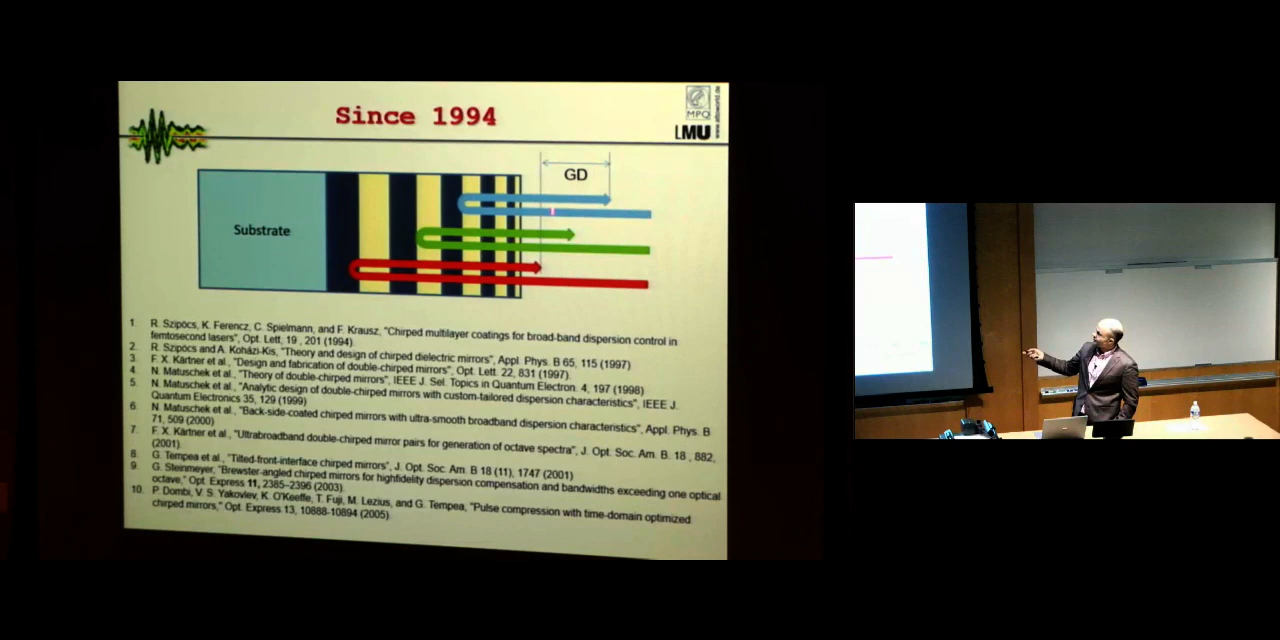 Since 1994
MPQ
www.attoworld.de
LMU
GD
Substrate
1. R. Szipöcs, K. Ferencz, C. Spielmann, and F. Krausz, "Chirped multilayer coatings for broad-band dispersion control in
femtosecond lasers", Opt. Lett. 19 , 201 (1994).
2. R. Szipöcs and A. Koházi-Kis, "Theory and design of chirped dielectric mirrors", Appl. Phys. B 65, 115 (1997)
3. F. X. Kärtner et al., "Design and fabrication of double-chirped mirrors", Opt. Lett. 22, 831 (1997).
4. N. Matuschek et al., "Theory of double-chirped mirrors", IEEE J. Sel. Topics in Quantum Electron. 4, 197 (1998)
5. N. Matuschek et al., "Analytic design of double-chirped mirrors with custom-tailored dispersion characteristics", IEEE J.
Quantum Electronics 35, 129 (1999)
6. N. Matuschek et al., "Back-side-coated chirped mirrors with ultra-smooth broadband dispersion characteristics", Appl. Phys. B
71, 509 (2000)
7. F. X. Kärtner et al., "Ultrabroadband double-chirped mirror pairs for generation of octave spectra", J. Opt. Soc. Am. B. 18 , 882,
(2001).
8. G. Tempea et al., "Tilted-front-interface chirped mirrors", J. Opt. Soc. Am. B 18 (11), 1747 (2001)
9. G. Steinmeyer, "Brewster-angled chirped mirrors for highfidelity dispersion compensation and bandwidths exceeding one optical
octave," Opt. Express 11, 2385-2396 (2003).
10. P. Dombi, V. S. Yakovlev, K. O'Keeffe, T. Fuji, M. Lezius, and G. Tempea, "Pulse compression with time-domain optimized
chirped mirrors," Opt. Express 13, 10888-10894 (2005).